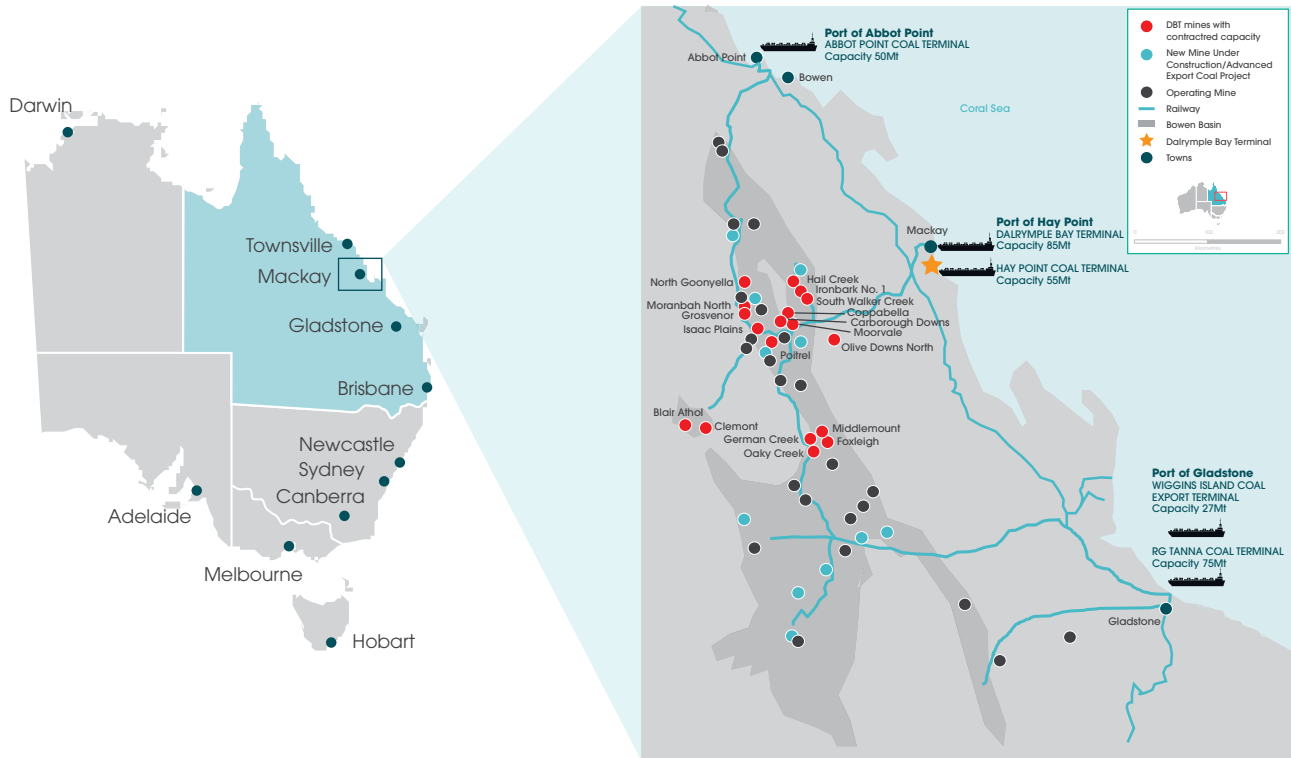 Darwin
Townsville
Mackay
Gladstone
Brisbane
Newcastle
Sydney
Canberra
Adelaide
Melbourne
Hobart
Port of Abbot Point
ABBOT POINT COAL TERMINAL
Capacity 50Mt
Abbot Point
Bowen
Coral Sea
DBT mines with
contracted capacity
New Mine Under
Construction/Advanced
Export Coal Project
Operating Mine
Railway
Bowen Basin
Dalrymple Bay Terminal
Towns
0
100
200
Kilometres
Port of Hay Point
DALRYMPLE BAY TERMINAL
Capacity 85Mt
Mackay
HAY POINT COAL TERMINAL
Capacity 55Mt
North Goonyella
Hail Creek
Ironbark No. 1
South Walker Creek
Moranbah North
Grosvenor
Coppabella
Carborough Downs
Isaac Plains
Moorvale
Olive Downs North
Poitrel
Blair Athol
Clemont
Middlemount
German Creek
Foxleigh
Oaky Creek
Port of Gladstone
WIGGINS ISLAND COAL
EXPORT TERMINAL
Capacity 27Mt
RG TANNA COAL TERMINAL
Capacity 75Mt
Gladstone